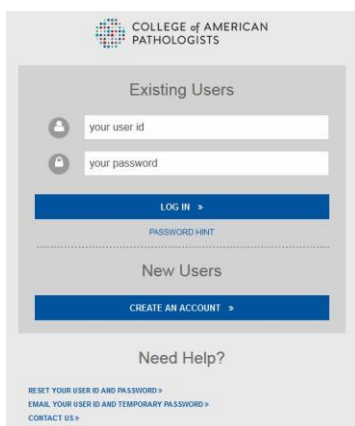 COLLEGE of AMERICAN
PATHOLOGISTS
Existing Users
your user id
your password
LOG IN »
PASSWORD HINT
New Users
CREATE AN ACCOUNT »
Need Help?
RESET YOUR USER ID AND PASSWORD »
EMAIL YOUR USER ID AND TEMPORARY PASSWORD »
CONTACT US »